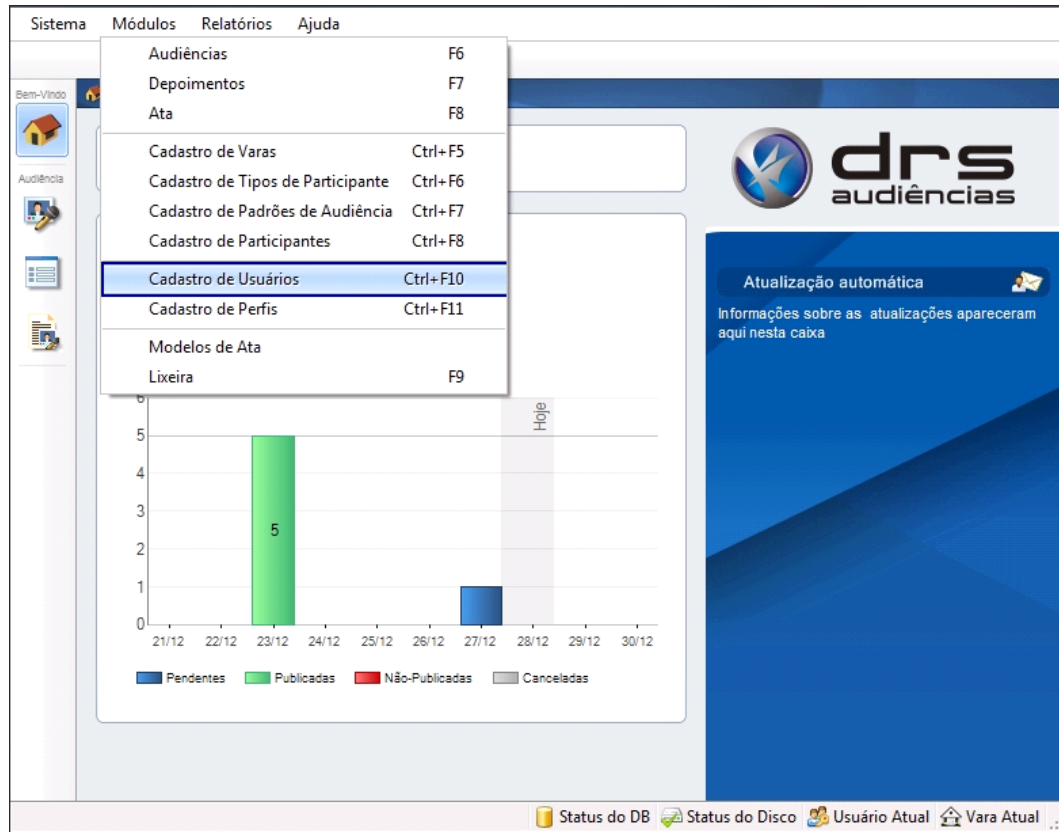 Sistema Módulos Relatórios Ajuda
Audiências F6
Depoimentos F7
Ata F8
Cadastro de Varas Ctrl+F5
Cadastro de Tipos de Participante Ctrl+F6
Cadastro de Padrões de Audiência Ctrl+F7
Cadastro de Participantes Ctrl+F8
Cadastro de Usuários Ctrl+F10
Cadastro de Perfis Ctrl+F11
Modelos de Ata
Lixeira F9
Bem-Vindo
Audiência
drs
audiências
Atualização automática
Informações sobre as atualizações apareceram
aqui nesta caixa
Hoje
6
5
4
3
2
1
0
5
21/12 22/12 23/12 24/12 25/12 26/12 27/12 28/12 29/12 30/12
Pendentes Publicadas Não-Publicadas Canceladas
Status do DB Status do Disco Usuário Atual Vara Atual